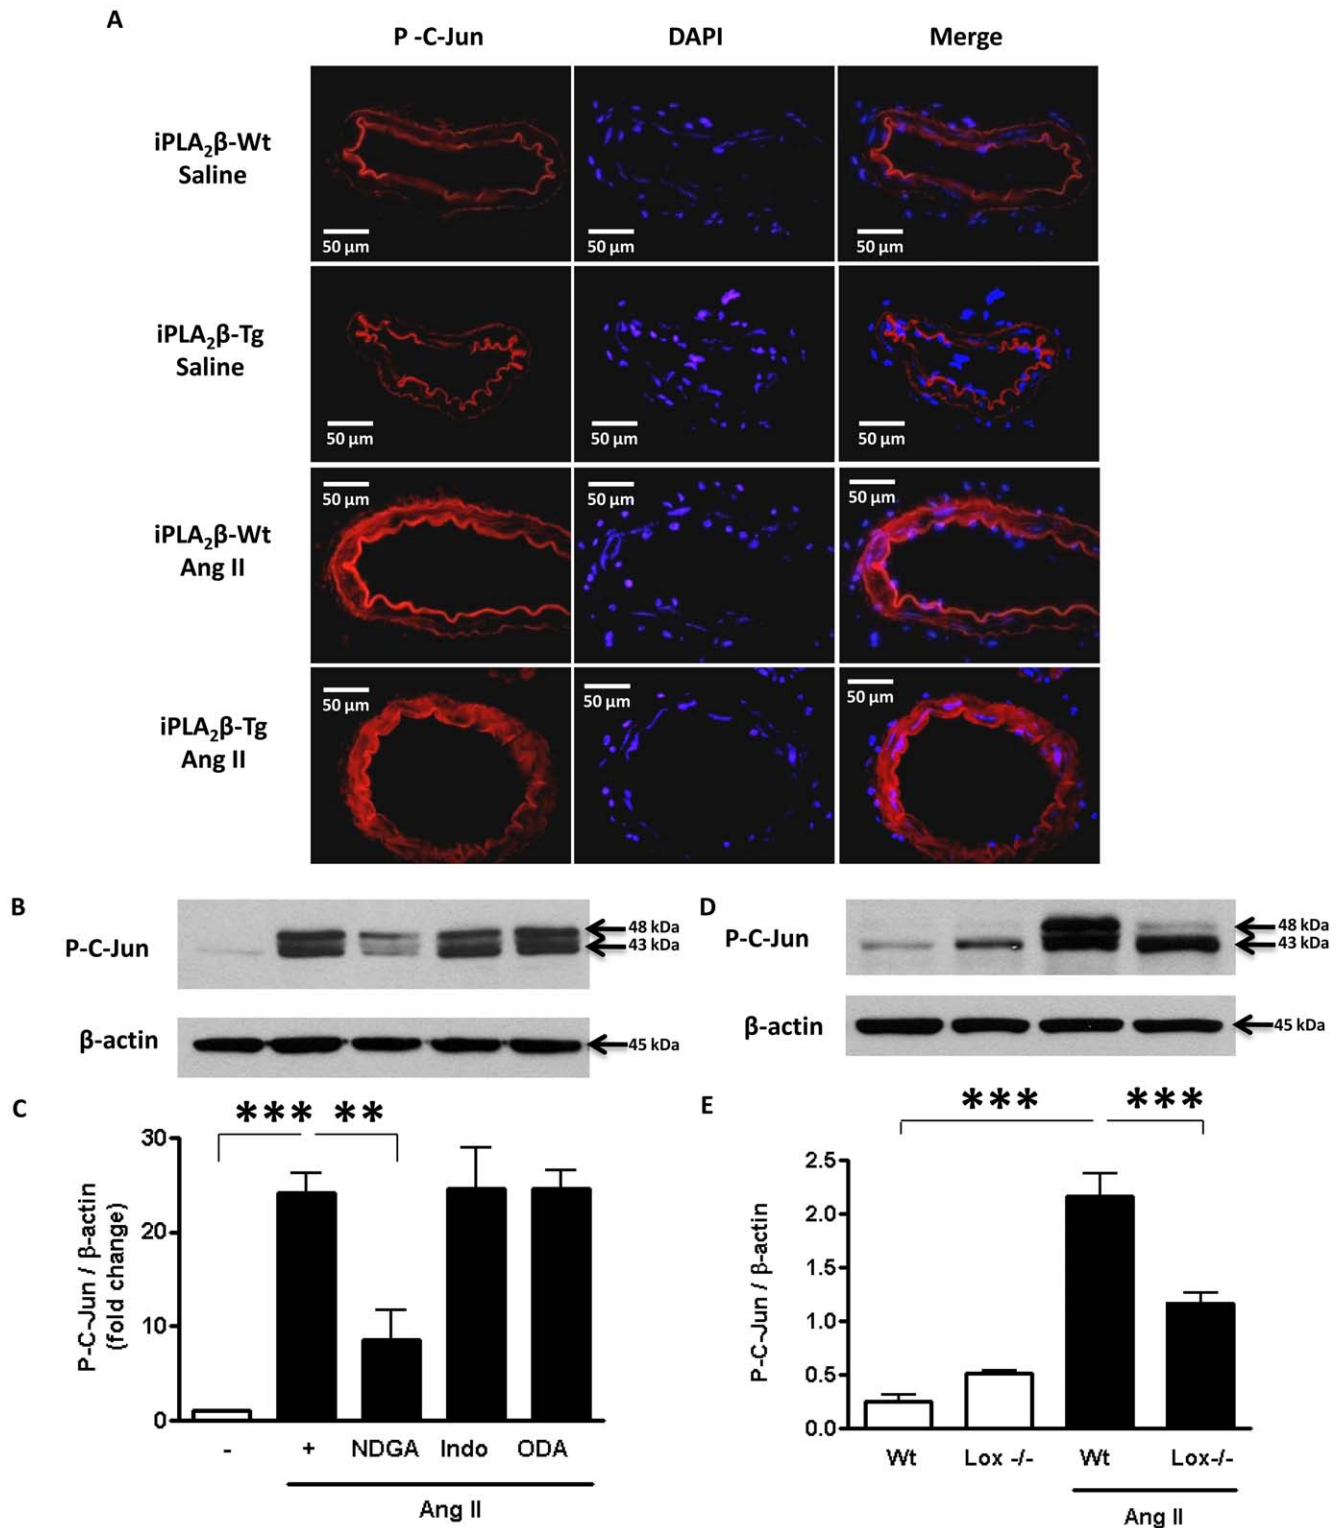 A
P -C-Jun DAPI Merge
iPLA₂β-Wt
Saline
50 µm 50 µm 50 µm
iPLA₂β-Tg
Saline
50 µm 50 µm 50 µm
iPLA₂β-Wt
Ang II
50 µm 50 µm 50 µm
iPLA₂β-Tg
Ang II
50 µm 50 µm 50 µm
B
P-C-Jun
48 kDa
43 kDa
β-actin
45 kDa
D
P-C-Jun
48 kDa
43 kDa
β-actin
45 kDa
C
*** **
P-C-Jun / β-actin
(fold change)
30
20
10
0
- + NDGA Indo ODA
Ang II
E
*** ***
P-C-Jun / β-actin
2.5
2.0
1.5
1.0
0.5
0.0
Wt Lox -/- Wt Lox-/-
Ang II